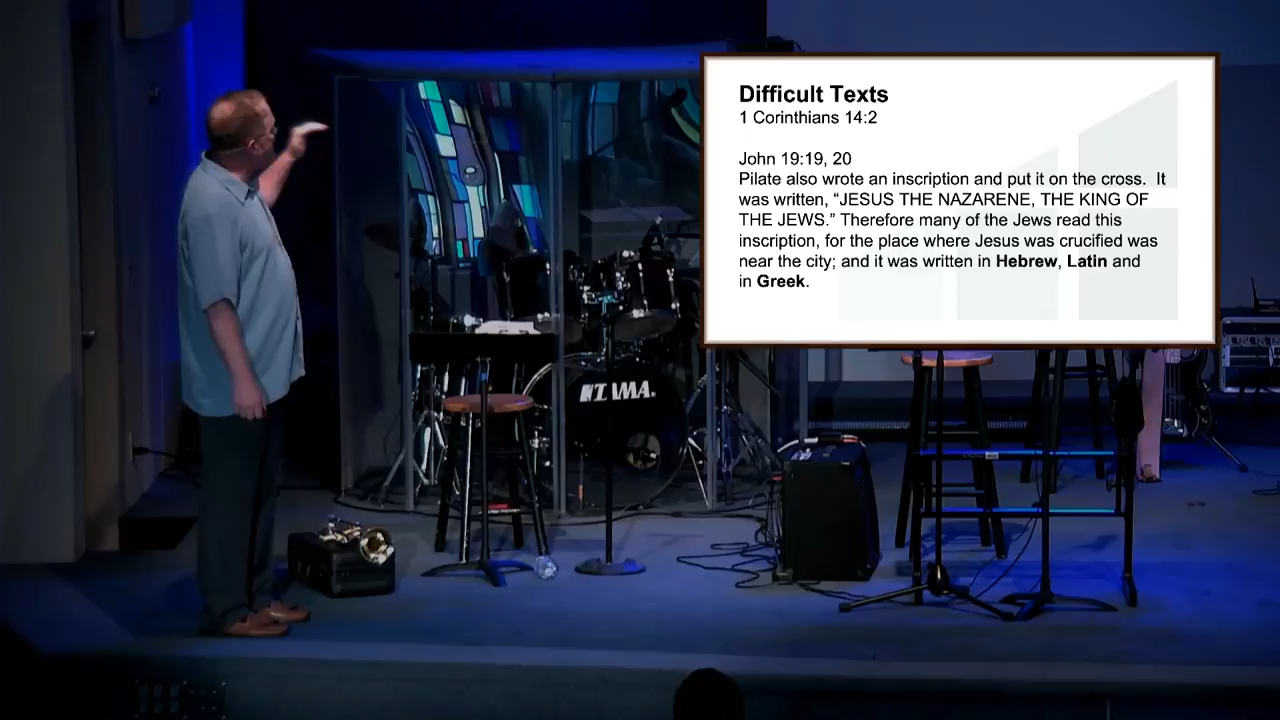 Difficult Texts
1 Corinthians 14:2
John 19:19, 20
Pilate also wrote an inscription and put it on the cross.  It
was written, “JESUS THE NAZARENE, THE KING OF
THE JEWS.” Therefore many of the Jews read this
inscription, for the place where Jesus was crucified was
near the city; and it was written in Hebrew, Latin and
in Greek.
TAMA.